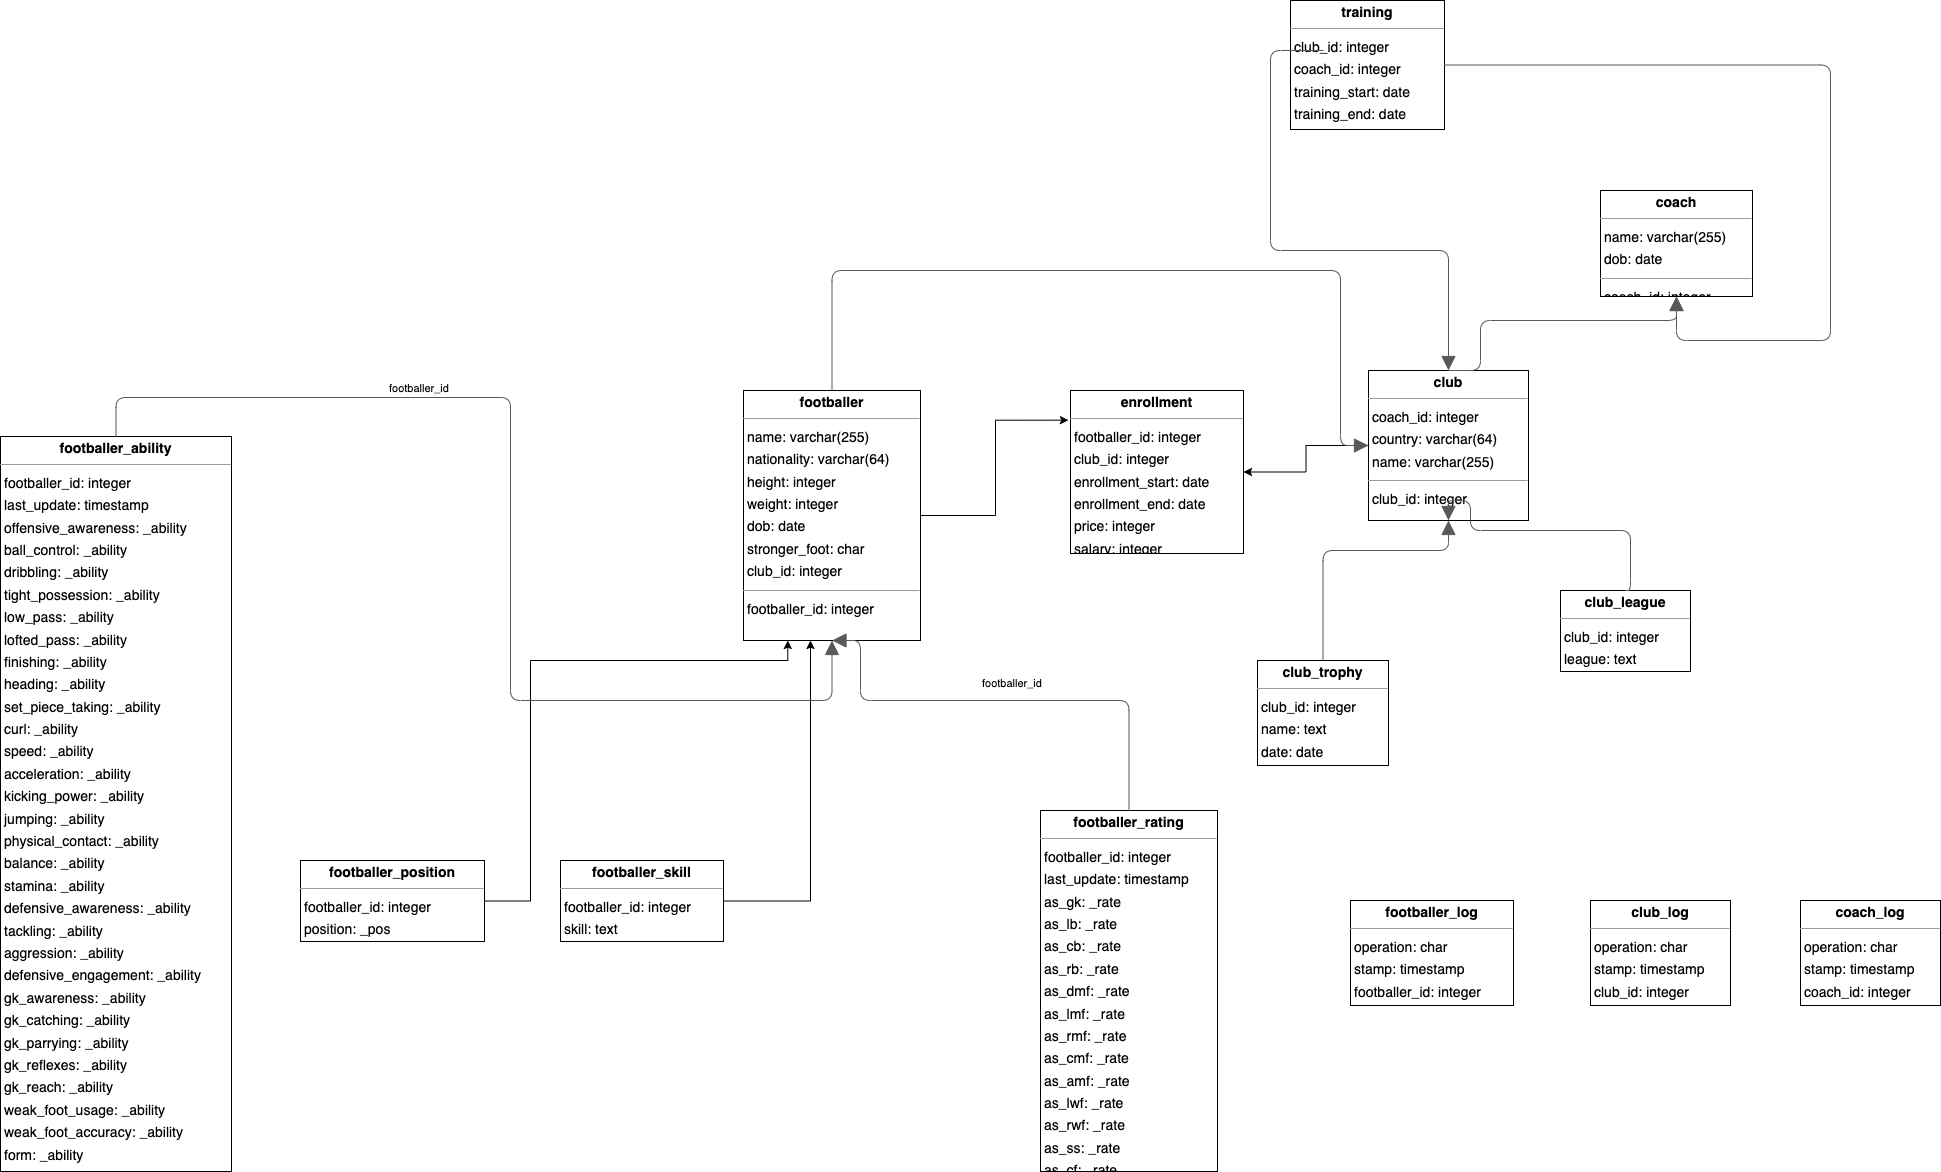 training
club_id: integer
coach_id: integer
training_start: date
training_end: date
coach
name: varchar(255)
dob: date
coach_id: integer
club
coach_id: integer
country: varchar(64)
name: varchar(255)
club_id: integer
footballer
name: varchar(255)
nationality: varchar(64)
height: integer
weight: integer
dob: date
stronger_foot: char
club_id: integer
footballer_id: integer
enrollment
footballer_id: integer
club_id: integer
enrollment_start: date
enrollment_end: date
price: integer
salary: integer
footballer_id
footballer_ability
footballer_id: integer
last_update: timestamp
offensive_awareness: _ability
ball_control: _ability
dribbling: _ability
tight_possession: _ability
low_pass: _ability
lofted_pass: _ability
finishing: _ability
heading: _ability
set_piece_taking: _ability
curl: _ability
speed: _ability
acceleration: _ability
kicking_power: _ability
jumping: _ability
physical_contact: _ability
balance: _ability
stamina: _ability
defensive_awareness: _ability
tackling: _ability
aggression: _ability
defensive_engagement: _ability
gk_awareness: _ability
gk_catching: _ability
gk_parrying: _ability
gk_reflexes: _ability
gk_reach: _ability
weak_foot_usage: _ability
weak_foot_accuracy: _ability
form: _ability
club_league
club_id: integer
league: text
club_trophy
club_id: integer
name: text
date: date
footballer_id
footballer_position
footballer_id: integer
position: _pos
footballer_skill
footballer_id: integer
skill: text
footballer_rating
footballer_id: integer
last_update: timestamp
as_gk: _rate
as_lb: _rate
as_cb: _rate
as_rb: _rate
as_dmf: _rate
as_lmf: _rate
as_rmf: _rate
as_cmf: _rate
as_amf: _rate
as_lwf: _rate
as_rwf: _rate
as_ss: _rate
as_cf: _rate
footballer_log
operation: char
stamp: timestamp
footballer_id: integer
club_log
operation: char
stamp: timestamp
club_id: integer
coach_log
operation: char
stamp: timestamp
coach_id: integer